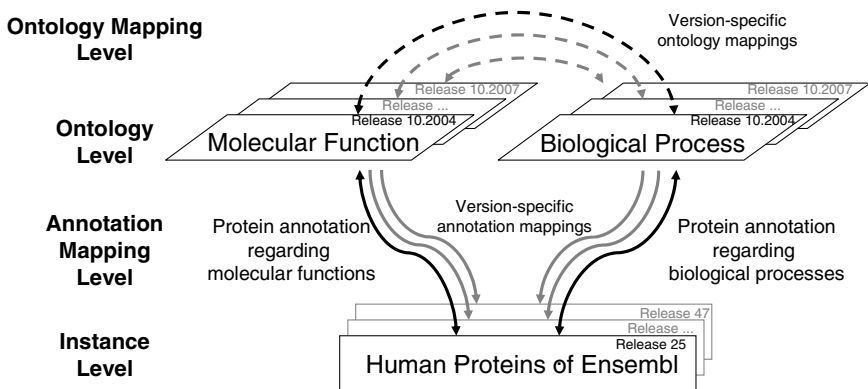 Ontology Mapping
Level
Version-specific
ontology mappings
Release 10.2007
Release ...
Release 10.2004
Molecular Function
Release 10.2007
Release ...
Release 10.2004
Biological Process
Ontology
Level
Annotation
Mapping
Level
Protein annotation
regarding
molecular functions
Version-specific
annotation mappings
Protein annotation
regarding
biological processes
Instance
Level
Release 47
Release ...
Release 25
Human Proteins of Ensembl